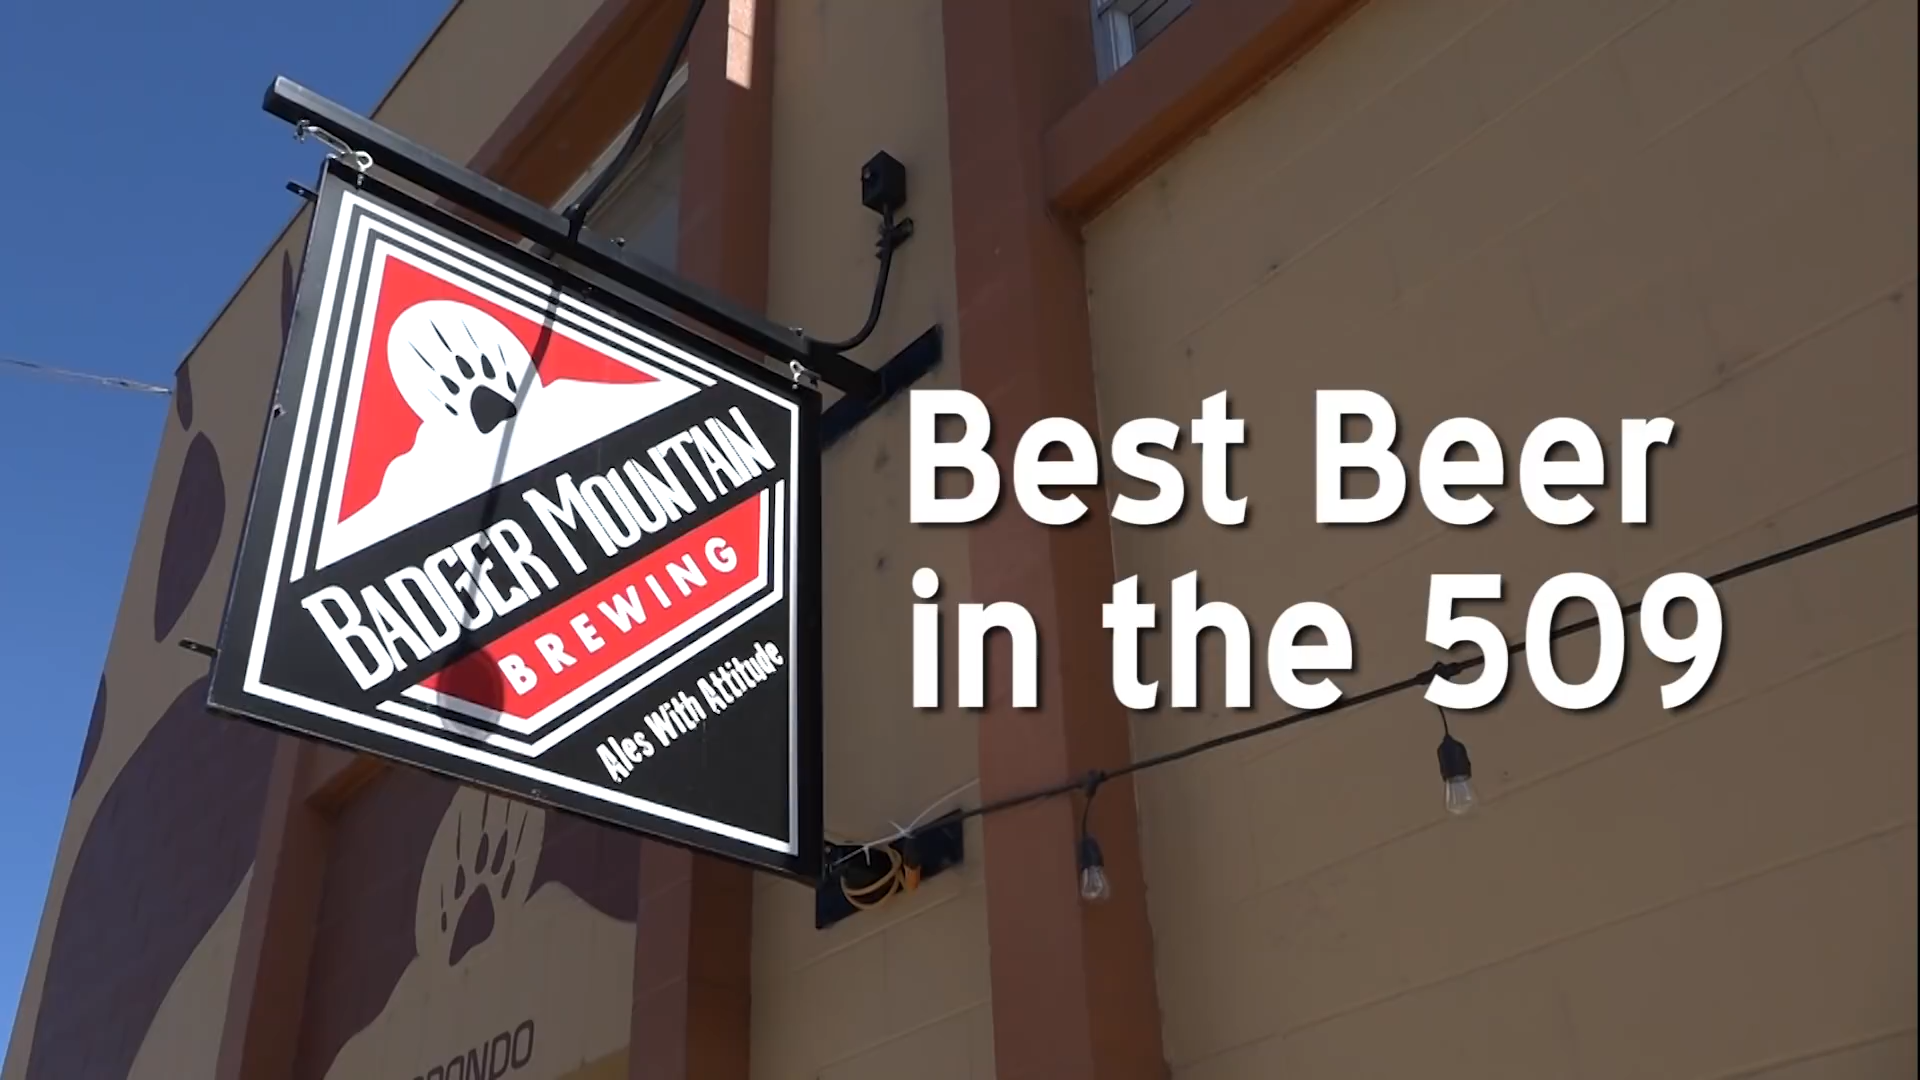 BADGER MOUNTAIN
BREWING
Ales With Attitude
Best Beer
in the 509